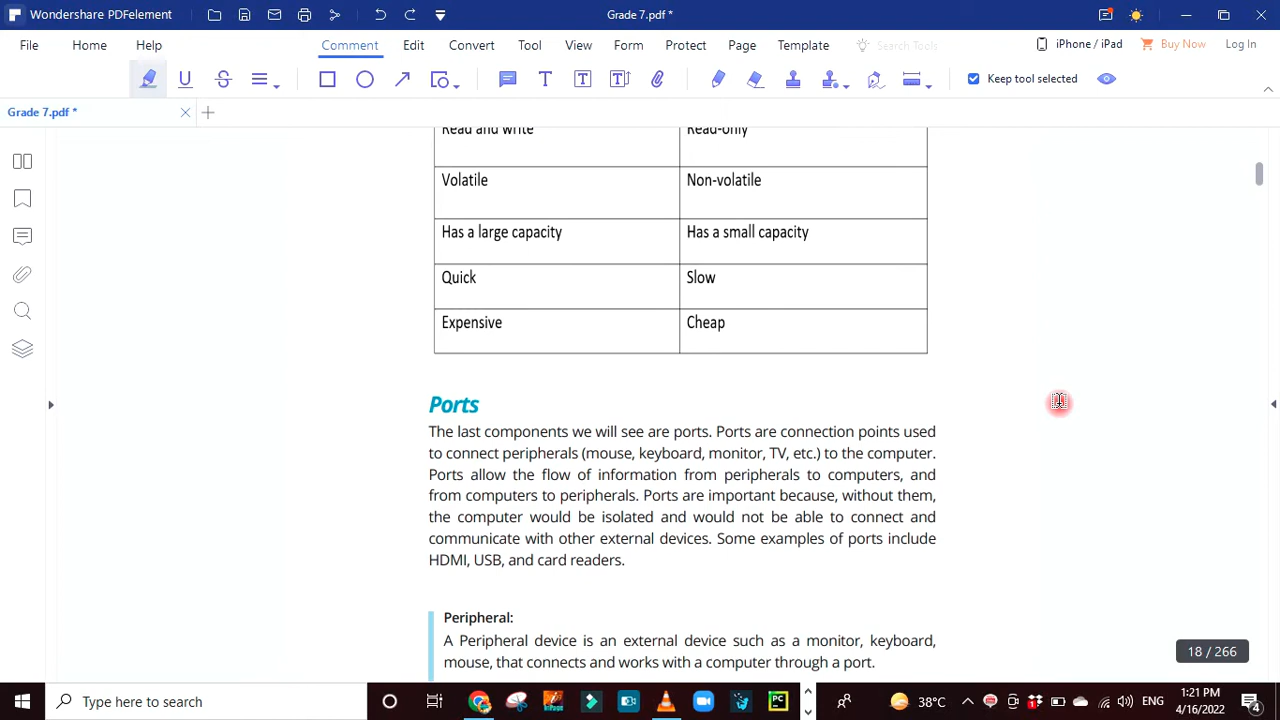 Wondershare PDFelement
Grade 7.pdf *
File Home Help Comment Edit Convert Tool View Form Protect Page Template Search Tools iPhone / iPad Buy Now Log In
Keep tool selected
Grade 7.pdf *
Read and write Read-only
Volatile Non-volatile
Has a large capacity Has a small capacity
Quick Slow
Expensive Cheap
Ports
The last components we will see are ports. Ports are connection points used
to connect peripherals (mouse, keyboard, monitor, TV, etc.) to the computer.
Ports allow the flow of information from peripherals to computers, and
from computers to peripherals. Ports are important because, without them,
the computer would be isolated and would not be able to connect and
communicate with other external devices. Some examples of ports include
HDMI, USB, and card readers.
Peripheral:
A Peripheral device is an external device such as a monitor, keyboard,
mouse, that connects and works with a computer through a port.
18 / 266
Type here to search
PC
38°C
ENG
1:21 PM
4/16/2022
4